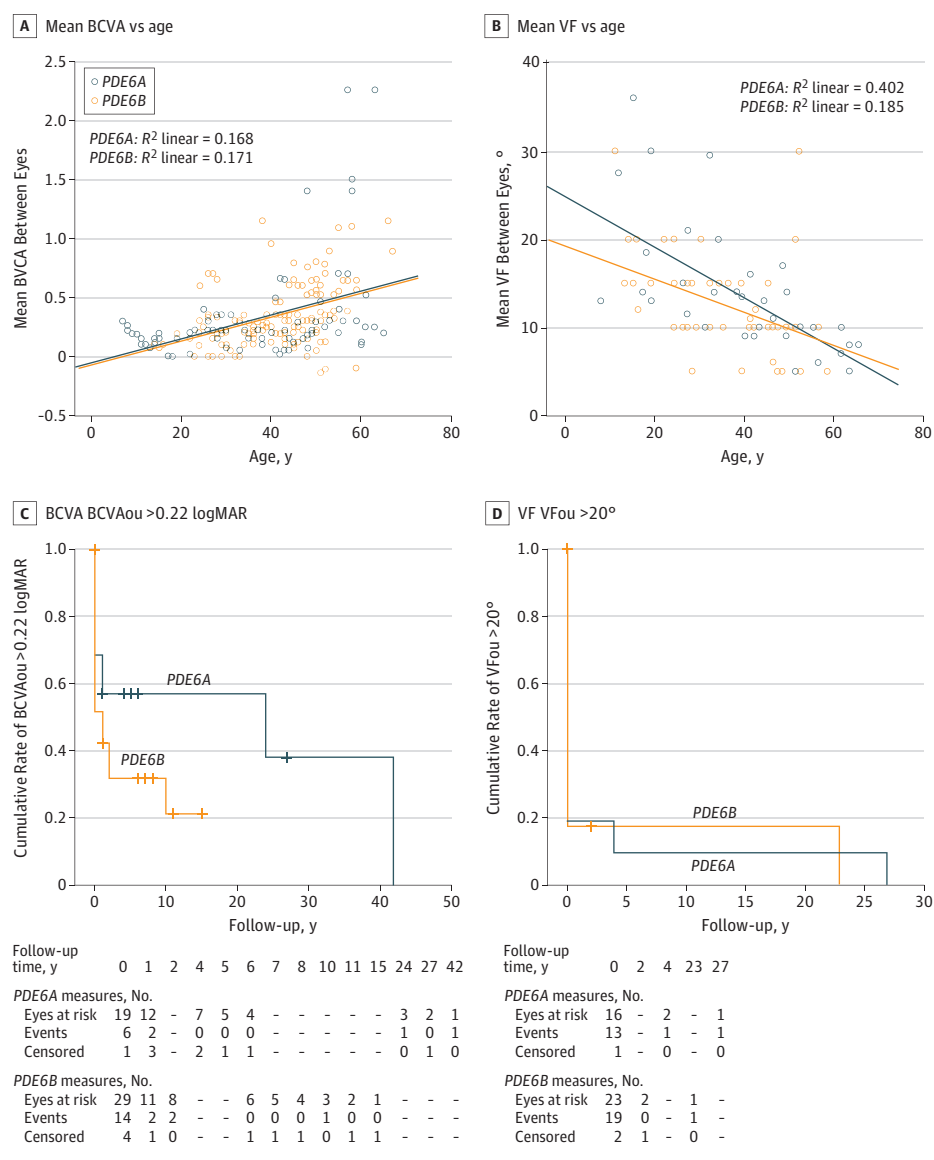 A Mean BCVA vs age
2.5
2.0
1.5
1.0
0.5
0
-0.5
Mean BVCA Between Eyes
PDE6A
PDE6B
PDE6A: R2 linear = 0.168
PDE6B: R2 linear = 0.171
0 20 40 60 80
Age, y
B Mean VF vs age
40
30
20
10
0
Mean VF Between Eyes, °
PDE6A: R2 linear = 0.402
PDE6B: R2 linear = 0.185
0 20 40 60 80
Age, y
C BCVA BCVAou >0.22 logMAR
1.0
0.8
0.6
0.4
0.2
0
Cumulative Rate of BCVAou >0.22 logMAR
PDE6A
PDE6B
0 10 20 30 40 50
Follow-up, y
Follow-up
time, y 0 1 2 4 5 6 7 8 10 11 15 24 27 42
PDE6A measures, No.
Eyes at risk 19 12 - 7 5 4 - - - - - 3 2 1
Events 6 2 - 0 0 0 - - - - - 1 0 1
Censored 1 3 - 2 1 1 - - - - - 0 1 0
PDE6B measures, No.
Eyes at risk 29 11 8 - - 6 5 4 3 2 1 - - -
Events 14 2 2 - - 0 0 0 1 0 0 - - -
Censored 4 1 0 - - 1 1 1 0 1 1 - - -
D VF VFou >20°
1.0
0.8
0.6
0.4
0.2
0
Cumulative Rate of VFou >20°
PDE6B
PDE6A
0 5 10 15 20 25 30
Follow-up, y
Follow-up
time, y 0 2 4 23 27
PDE6A measures, No.
Eyes at risk 16 - 2 - 1
Events 13 - 1 - 1
Censored 1 - 0 - 0
PDE6B measures, No.
Eyes at risk 23 2 - 1 -
Events 19 0 - 1 -
Censored 2 1 - 0 -